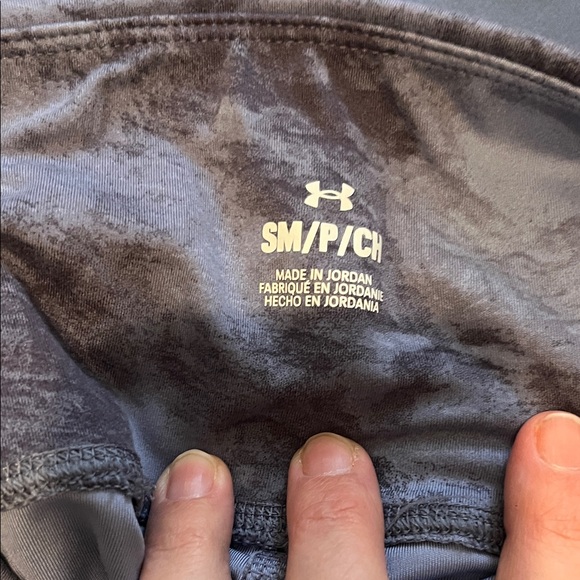 SM/P/CH
MADE IN JORDAN
FABRIQUÉ EN JORDANIE
HECHO EN JORDANIA